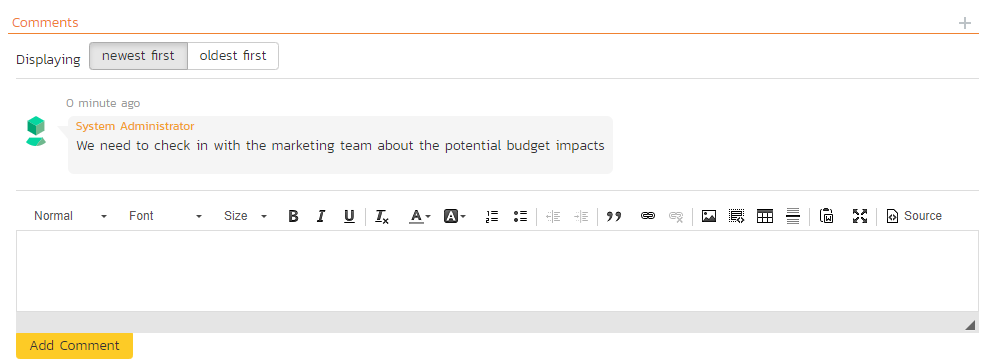 Comments
Displaying newest first oldest first
0 minute ago
System Administrator
We need to check in with the marketing team about the potential budget impacts
Normal Font Size B I U Tx A A Source
Add Comment